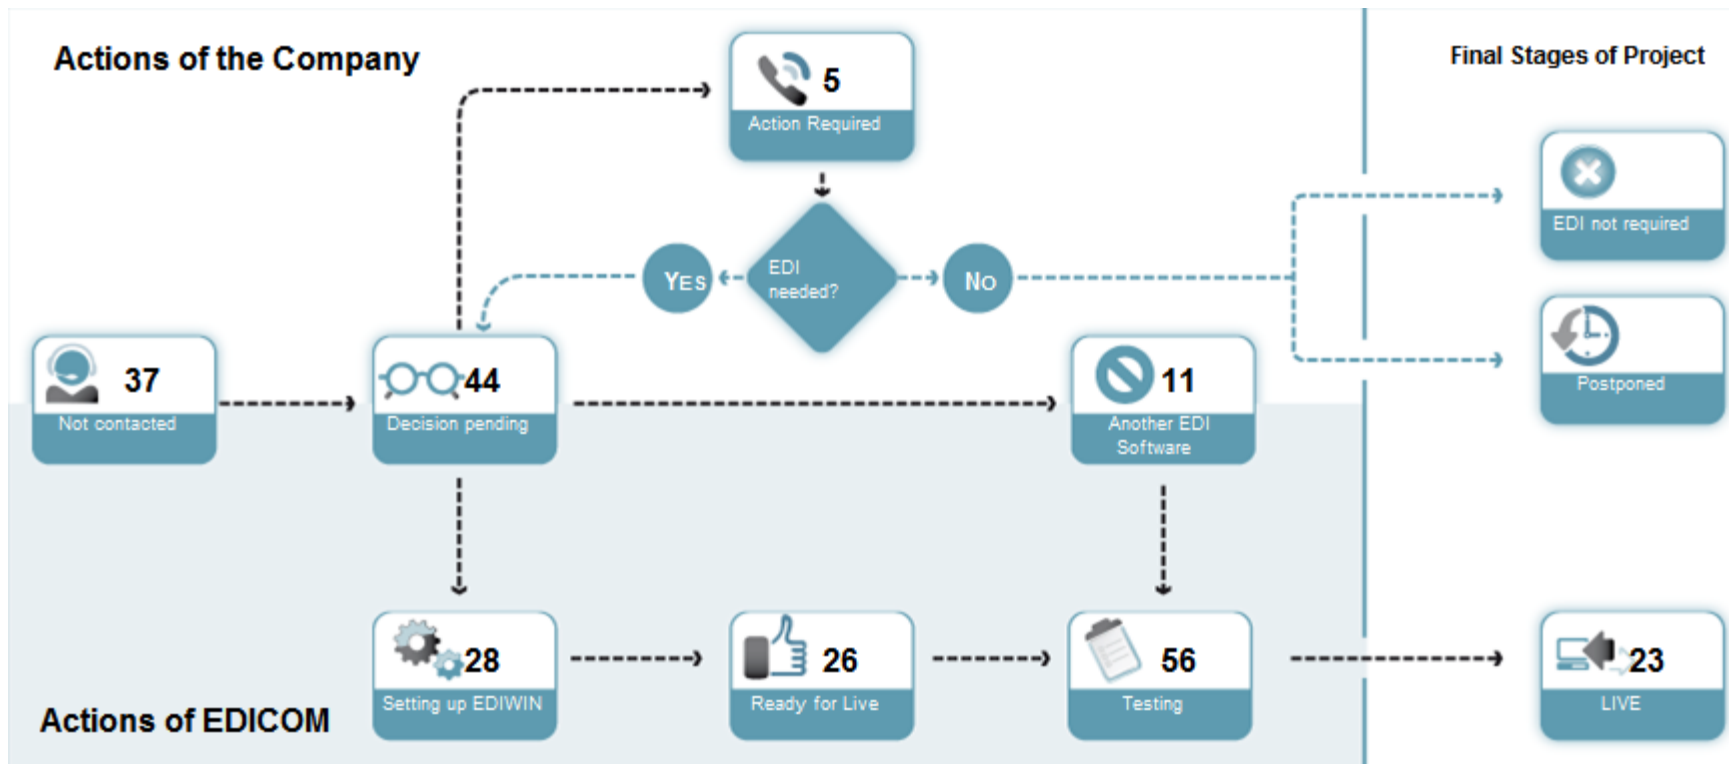 Actions of the Company
Final Stages of Project
5
Action Required
EDI not required
EDI
needed?
YES
NO
Postponed
37
Not contacted
44
Decision pending
11
Another EDI
Software
28
Setting up EDIWIN
26
Ready for Live
56
Testing
23
LIVE
Actions of EDICOM